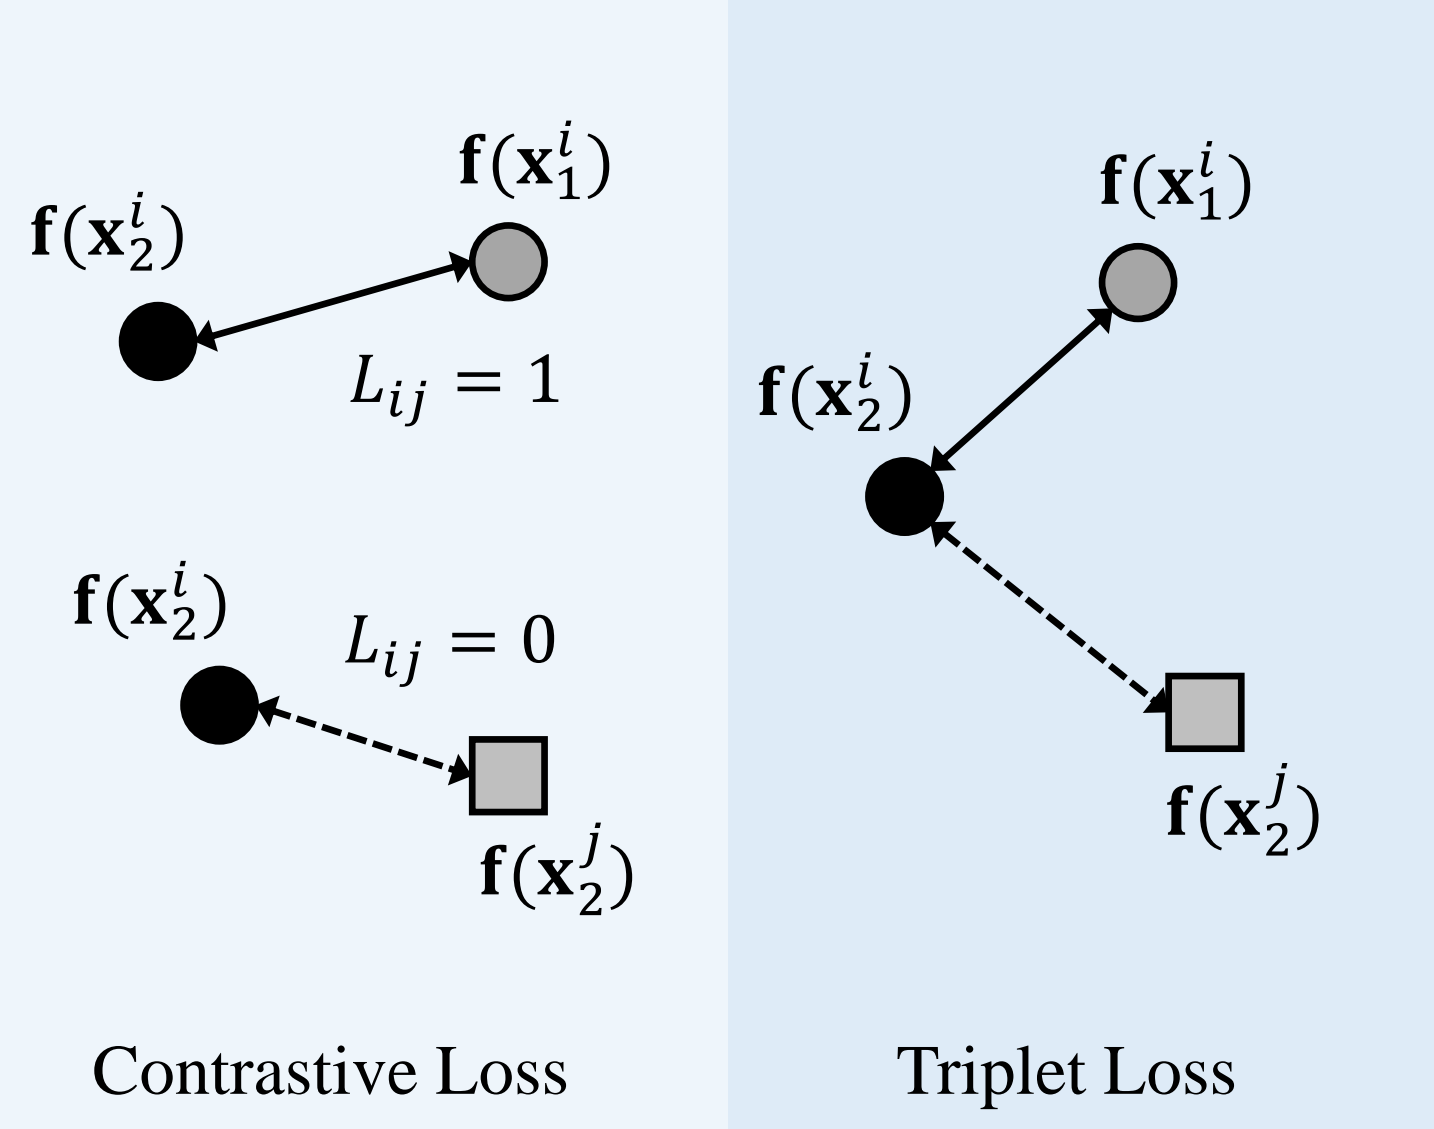 𝐟(𝐱₂ⁱ)
𝐟(𝐱₁ⁱ)
𝐿ᵢⱼ = 1
𝐟(𝐱₂ⁱ)
𝐿ᵢⱼ = 0
𝐟(𝐱₂ʲ)
Contrastive Loss
𝐟(𝐱₁ⁱ)
𝐟(𝐱₂ⁱ)
𝐟(𝐱₂ʲ)
Triplet Loss